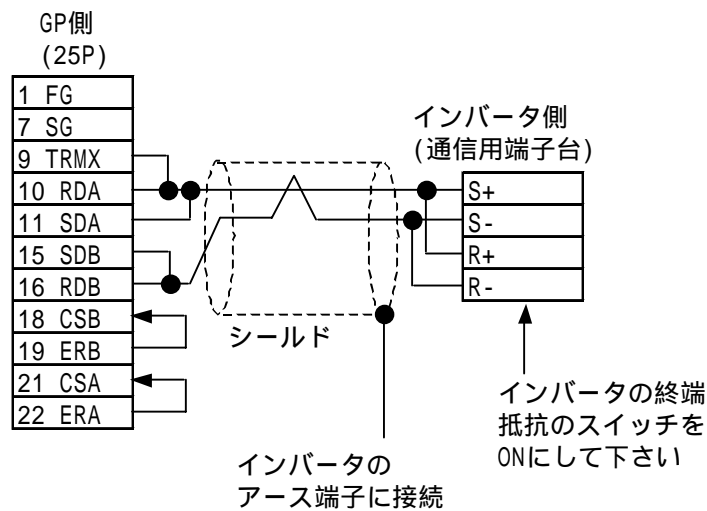 GP側
(25P)
1 FG
7 SG
9 TRMX
10 RDA
11 SDA
15 SDB
16 RDB
18 CSB
19 ERB
21 CSA
22 ERA
シールド
インバータの
アース端子に接続
インバータ側
(通信用端子台)
S+
S-
R+
R-
インバータの終端
抵抗のスイッチを
ONにして下さい